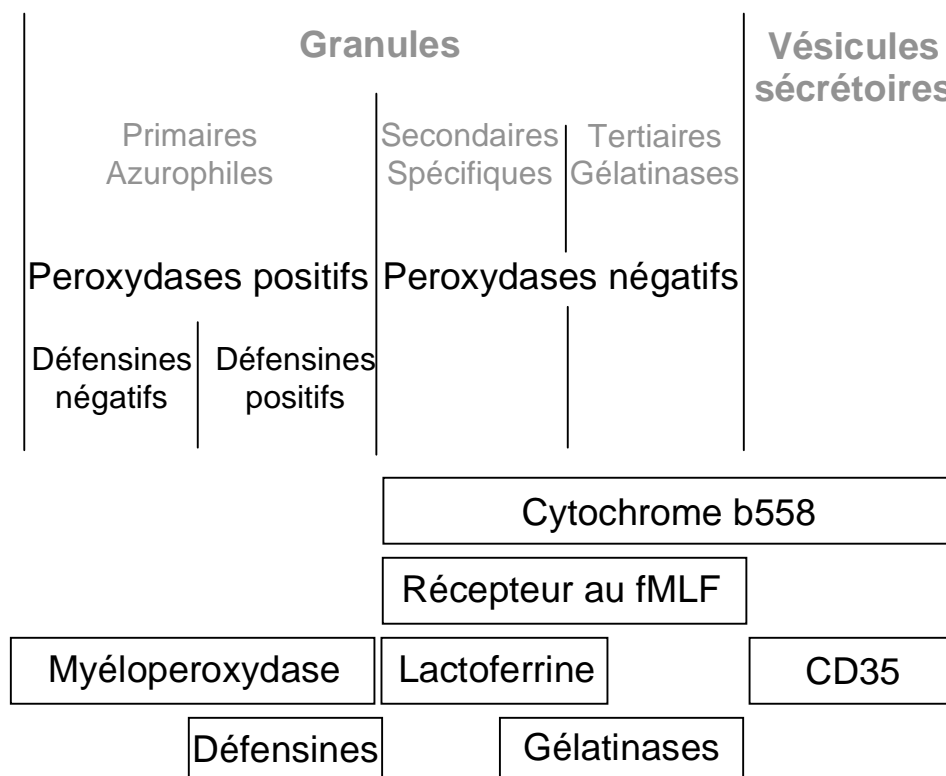 Granules
Vésicules
sécrétoires
Primaires
Azurophiles
Secondaires
Spécifiques
Tertiaires
Gélatinases
Peroxydases positifs
Peroxydases négatifs
Défensines
négatifs
Défensines
positifs
Cytochrome b558
Récepteur au fMLF
Myéloperoxydase
Lactoferrine
CD35
Défensines
Gélatinases